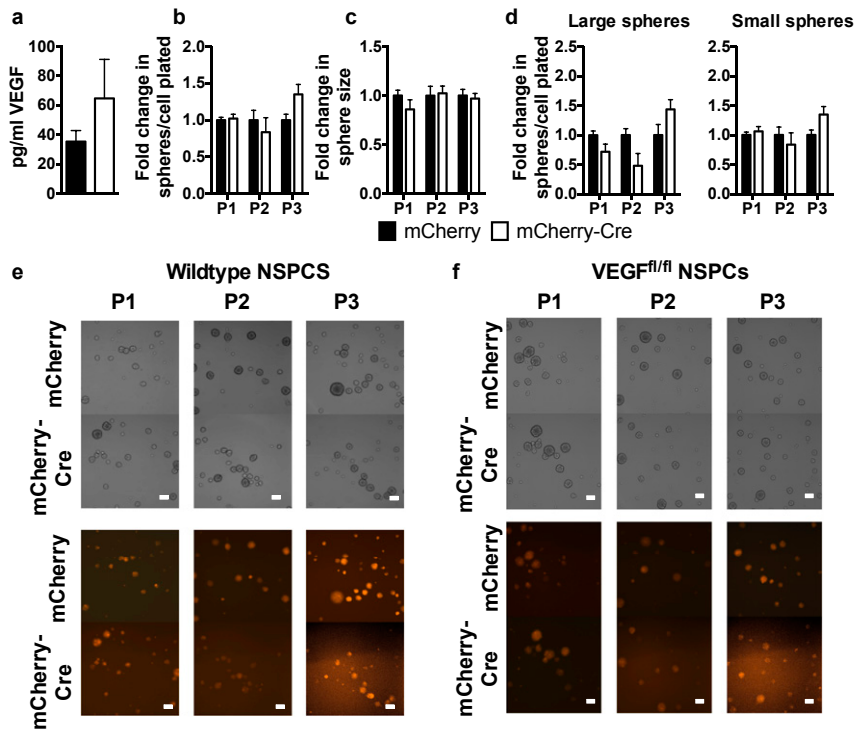 a
b
c
d
Large spheres
Small spheres
pg/ml VEGF
100
80
60
40
20
0
Fold change in
spheres/cell plated
2.0
1.5
1.0
0.5
0.0
P1 P2 P3
Fold change in
sphere size
1.5
1.0
0.5
0.0
P1 P2 P3
Fold change in
spheres/cell plated
2.5
2.0
1.5
1.0
0.5
0.0
P1 P2 P3
2.5
2.0
1.5
1.0
0.5
0.0
P1 P2 P3
mCherry mCherry-Cre
e
Wildtype NSPCS
P1 P2 P3
mCherry
mCherry-
Cre
mCherry
mCherry-
Cre
f
VEGFfl/fl NSPCs
P1 P2 P3
mCherry
mCherry-
Cre
mCherry
mCherry-
Cre